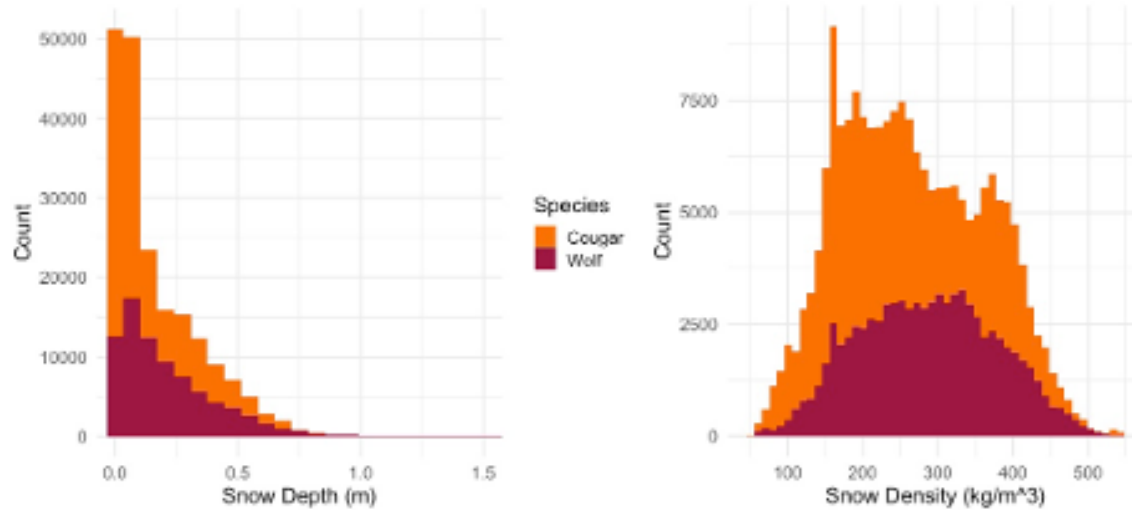 50000
40000
30000
20000
10000
0
Count
0.0 0.5 1.0 1.5
Snow Depth (m)
Species
Cougar
Wolf
7500
5000
2500
0
Count
100 200 300 400 500
Snow Density (kg/m^3)